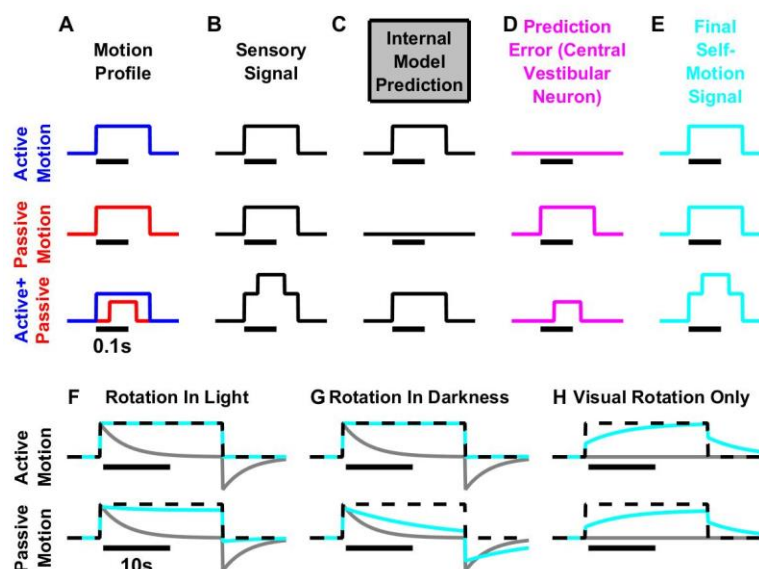 A
Motion
Profile
B
Sensory
Signal
C
Internal
Model
Prediction
D
Prediction
Error (Central
Vestibular
Neuron)
E
Final
Self-
Motion
Signal
Active
Motion
Passive
Motion
Active+
Passive
0.1s
F Rotation In Light
G Rotation In Darkness
H Visual Rotation Only
Active
Motion
Passive
Motion
10s